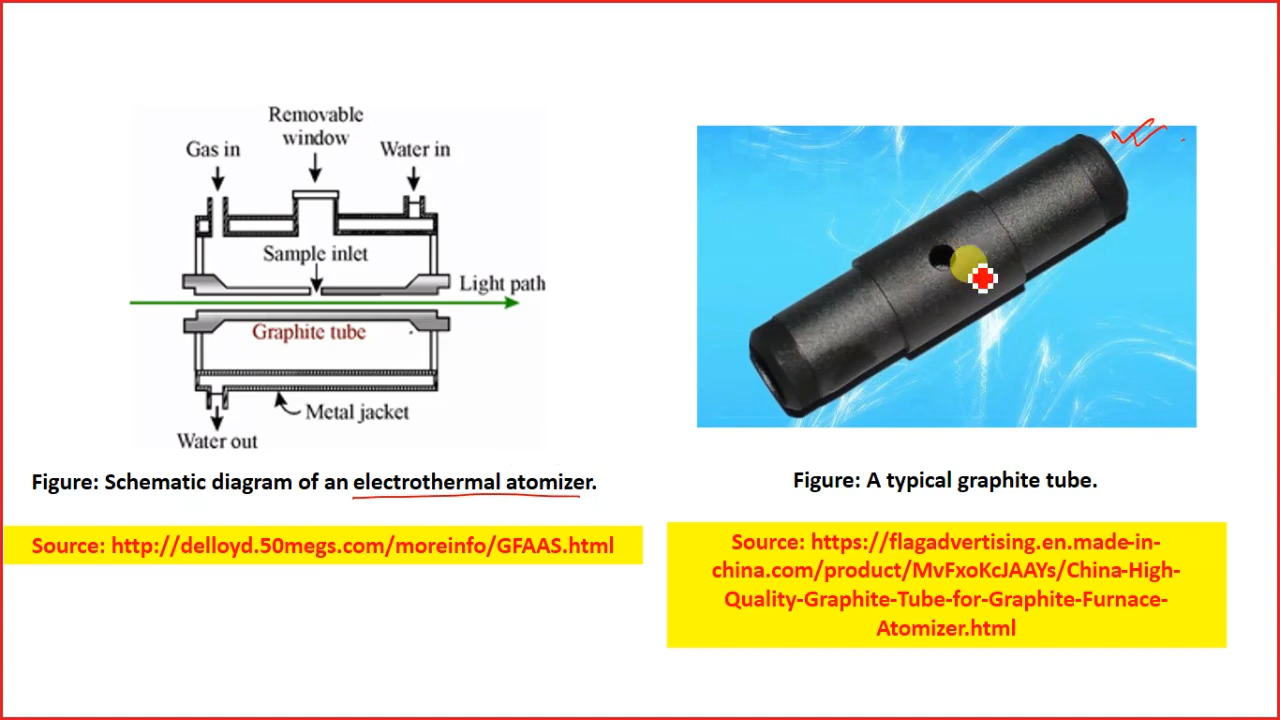 Removable
window
Gas in
Water in
Sample inlet
Light path
Graphite tube
Metal jacket
Water out
Figure: Schematic diagram of an electrothermal atomizer.
Source: http://delloyd.50megs.com/moreinfo/GFAAS.html
Figure: A typical graphite tube.
Source: https://flagadvertising.en.made-in-
china.com/product/MvFxoKcJAAYs/China-High-
Quality-Graphite-Tube-for-Graphite-Furnace-
Atomizer.html